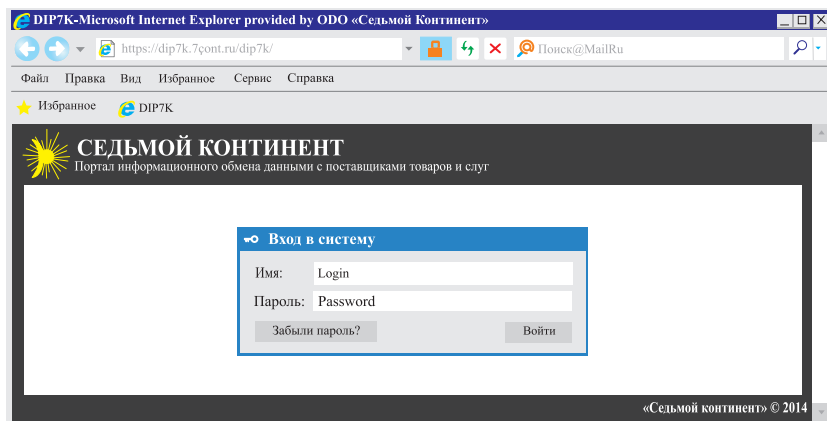 DIP7K-Microsoft Internet Explorer provided by ODO «Седьмой Континент»
https://dip7k.7çont.ru/dip7k/ Поиск@MailRu
Файл Правка Вид Избранное Сервис Справка
Избранное DIP7K
СЕДЬМОЙ КОНТИНЕНТ
Портал информационного обмена данными с поставщиками товаров и слуг
Вход в систему
Имя: Login
Пароль: Password
Забыли пароль? Войти
«Седьмой континент» © 2014